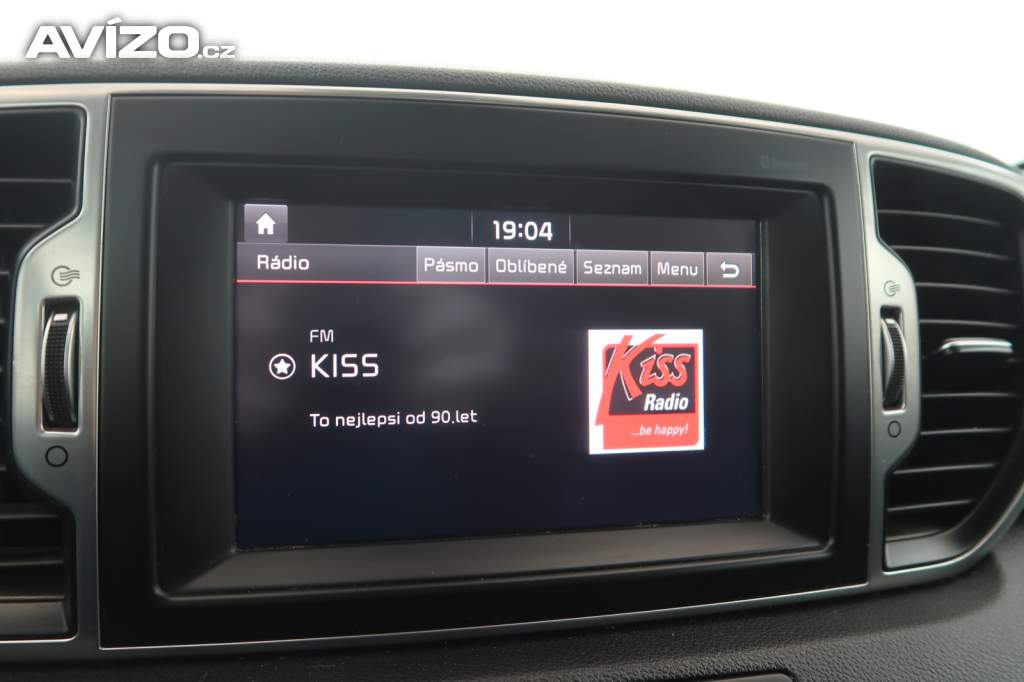 AVÍZO.cz
19:04
Rádio Pásmo Oblíbené Seznam Menu
FM
KISS
To nejlepsi od 90.let
Kiss
Radio
...be happy!